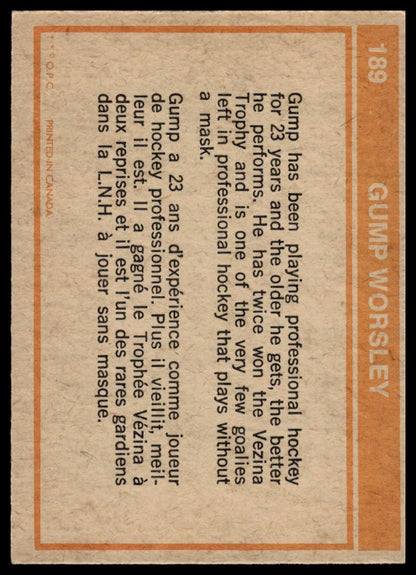 189 GUMP WORSLEY
Gump has been playing professional hockey
for 23 years and the older he gets, the better
he performs. He has twice won the Vezina
Trophy and is one of the very few goalies
left in professional hockey that plays without
a mask.
Gump a 23 ans d'expérience comme joueur
de hockey professionnel. Plus il vieillit, meil-
leur il est. Il a gagné le Trophée Vézina à
deux reprises et il est l'un des rares gardiens
dans la L.N.H. à jouer sans masque.
* * © O.P.C. PRINTED IN CANADA